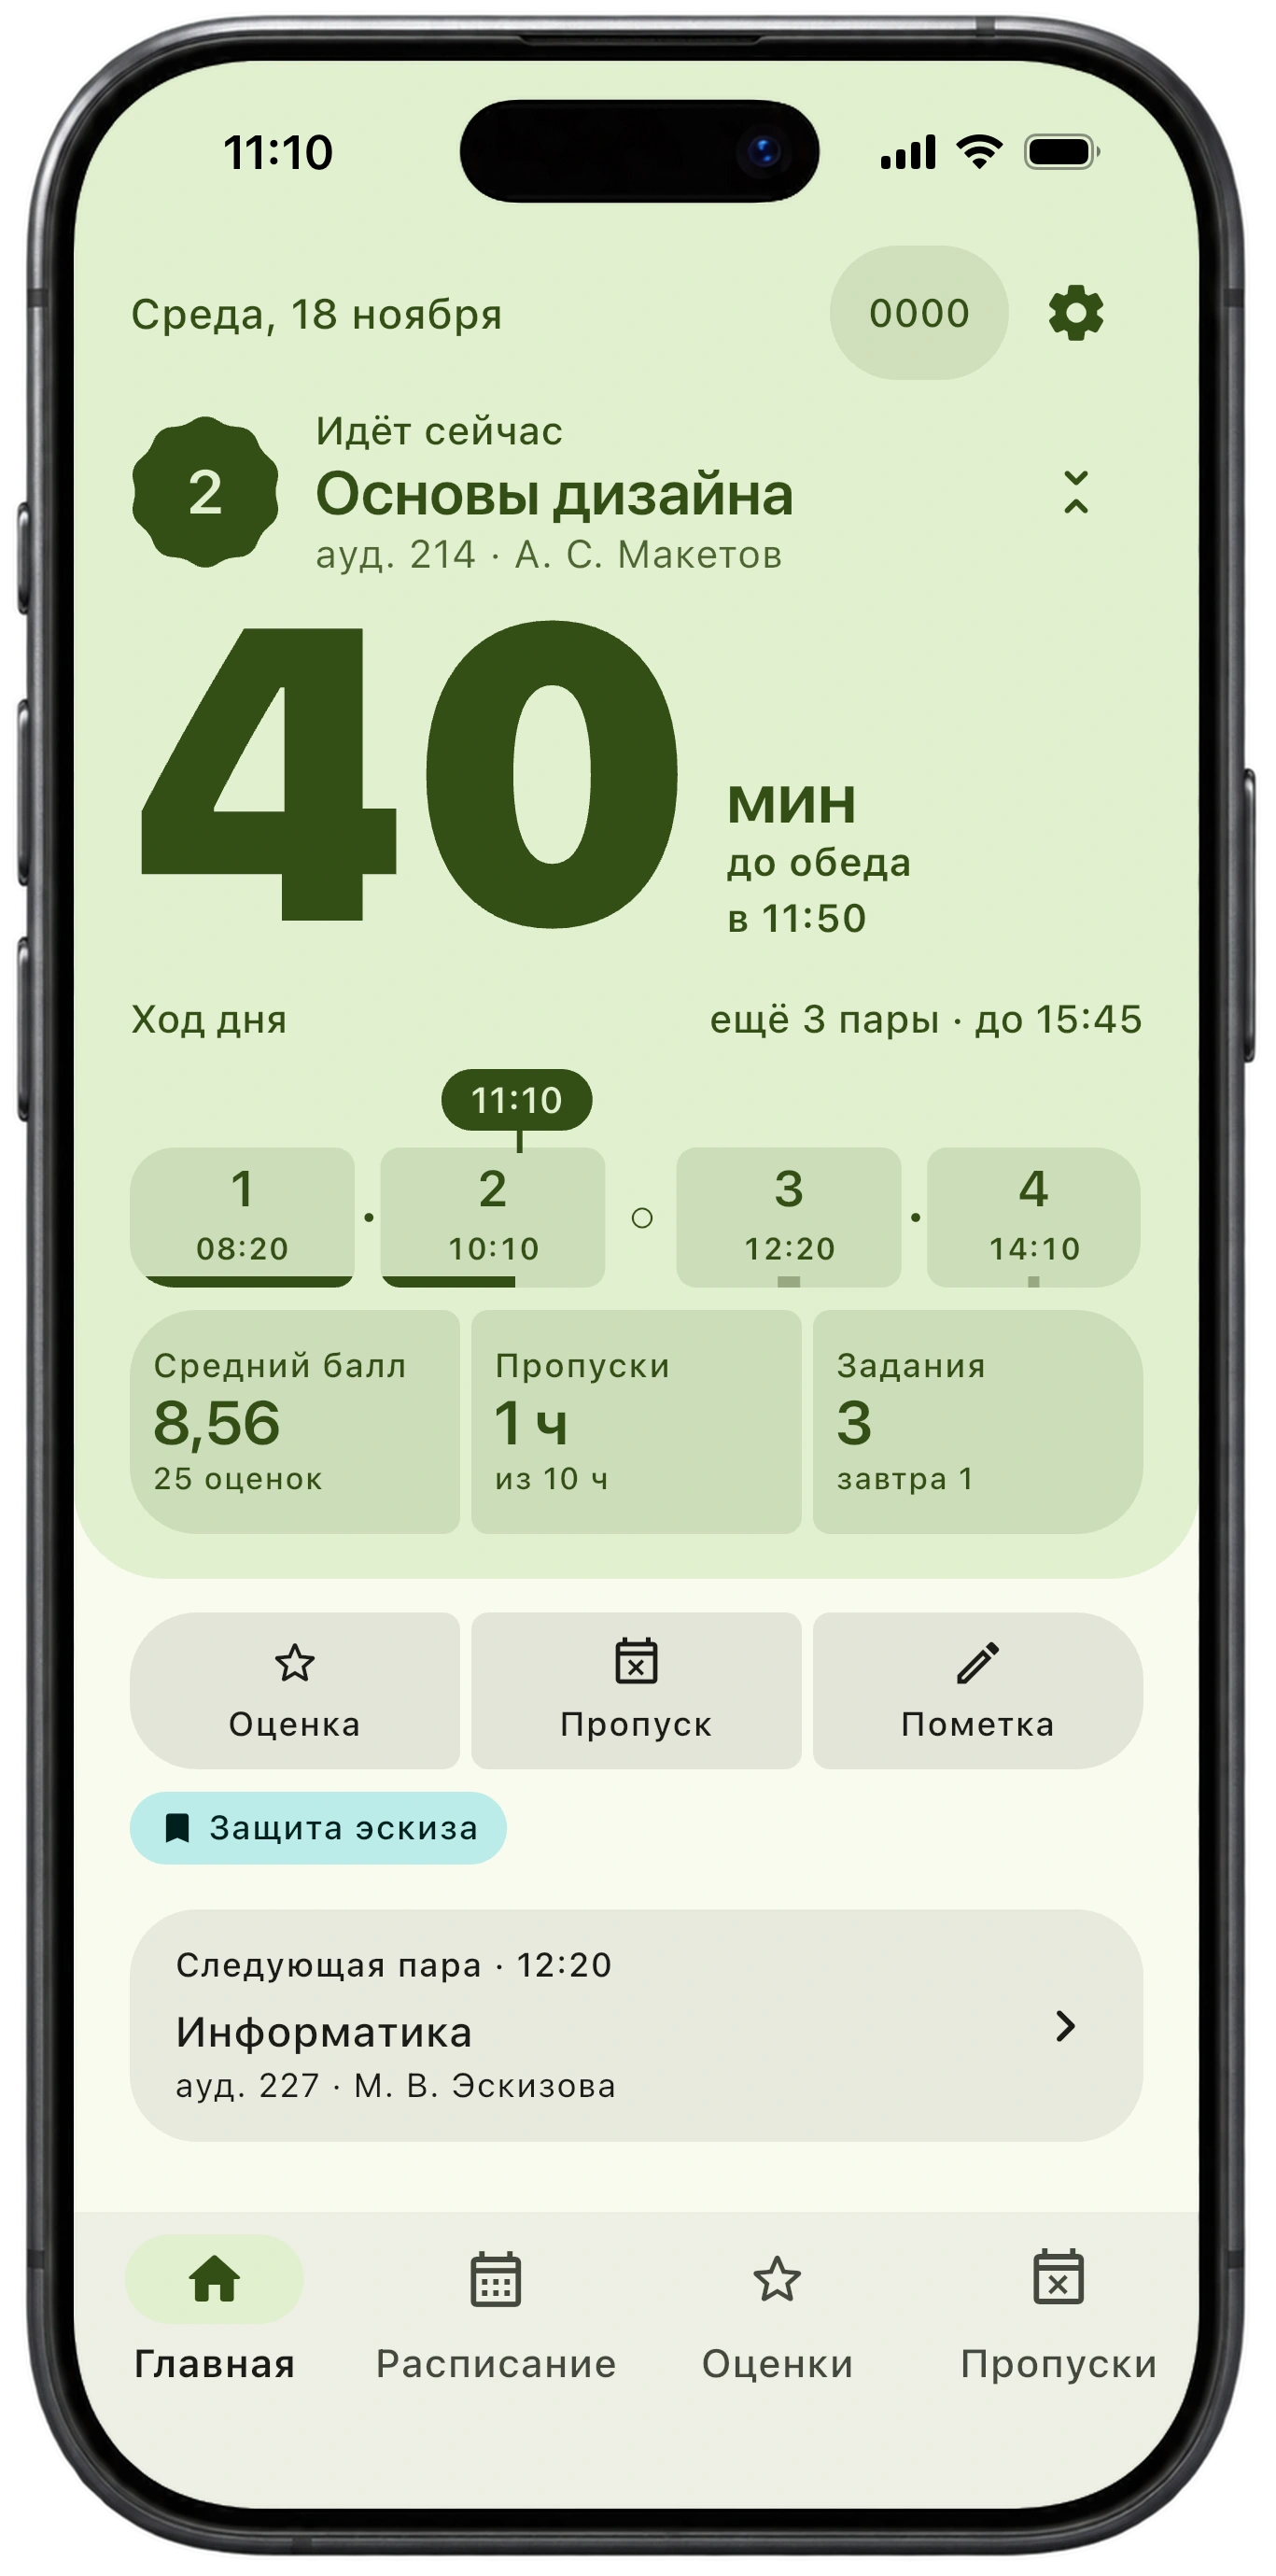 11:10
Среда, 18 ноября
0000
2
Идёт сейчас
Основы дизайна
ауд. 214 · А. С. Макетов
40
мин
до обеда
в 11:50
Ход дня
ещё 3 пары · до 15:45
11:10
1
08:20
2
10:10
3
12:20
4
14:10
Средний балл
8,56
25 оценок
Пропуски
1 ч
из 10 ч
Задания
3
завтра 1
Оценка
Пропуск
Пометка
Защита эскиза
Следующая пара · 12:20
Информатика
ауд. 227 · М. В. Эскизова
Главная
Расписание
Оценки
Пропуски